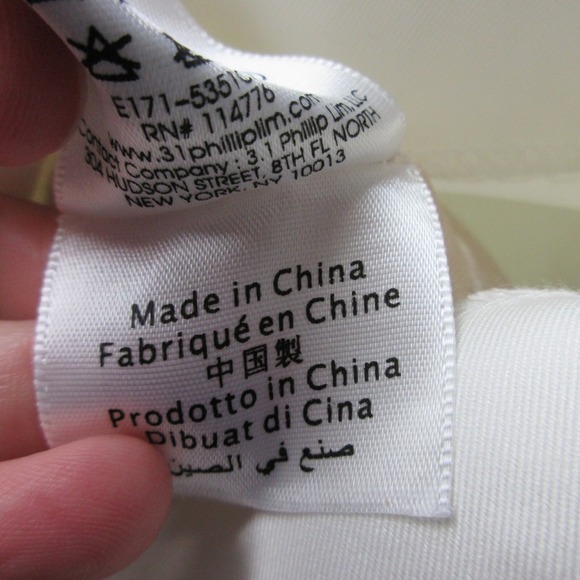 E171-5351
RN# 114776
www.31philliplim.com
Contact Company: 3.1 Phillip Lim, LLC
304 HUDSON STREET, 8TH FL NORTH
NEW YORK, NY 10013
Made in China
Fabriqué en Chine
中国製
Prodotto in China
Dibuat di Cina
صنع في الصين